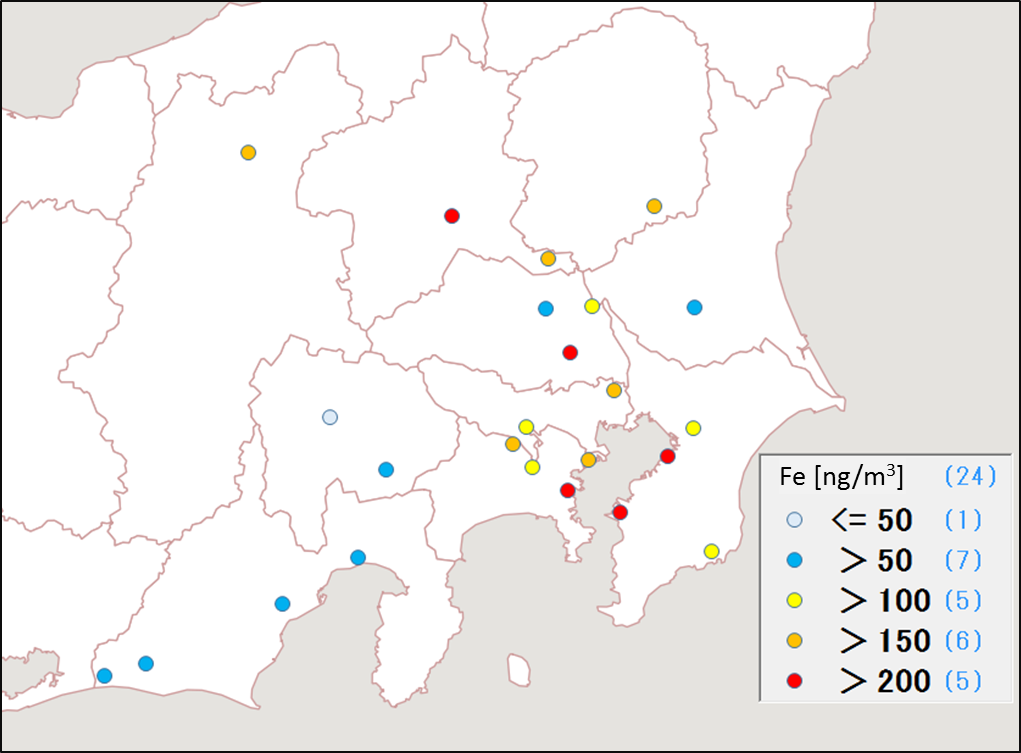 Fe [ng/m³] (24)
<= 50 (1)
> 50 (7)
> 100 (5)
> 150 (6)
> 200 (5)